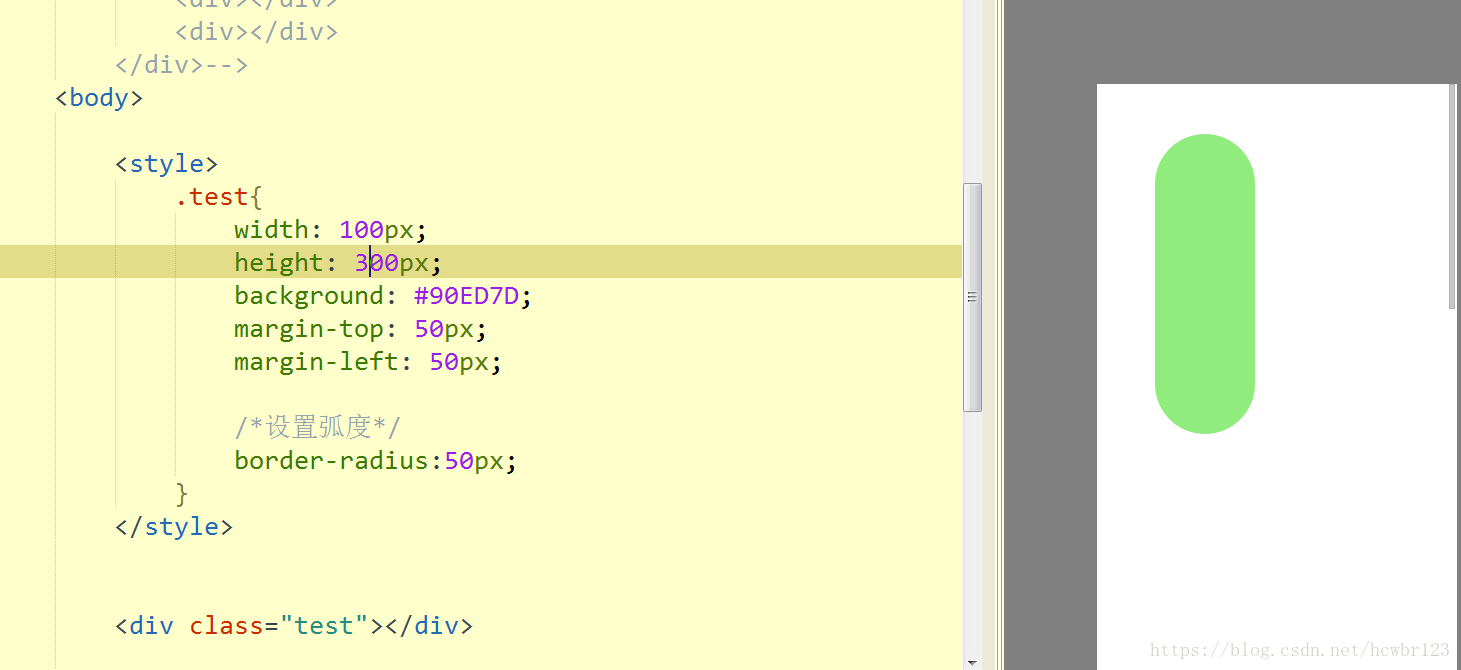 <div></div>
<div></div>
</div>-->
<body>
<style>
.test{
width: 100px;
height: 300px;
background: #90ED7D;
margin-top: 50px;
margin-left: 50px;
/*设置弧度*/
border-radius:50px;
}
</style>
<div class="test"></div>
https://blog.csdn.net/hcwbr123